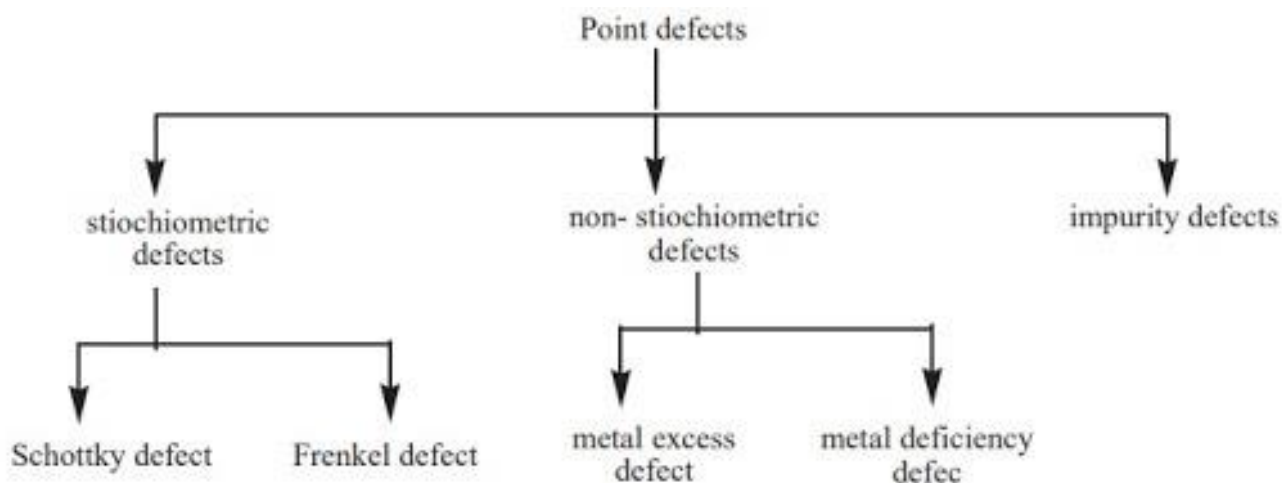 Point defects
stiochiometric
defects
non- stiochiometric
defects
impurity defects
Schottky defect
Frenkel defect
metal excess
defect
metal deficiency
defec